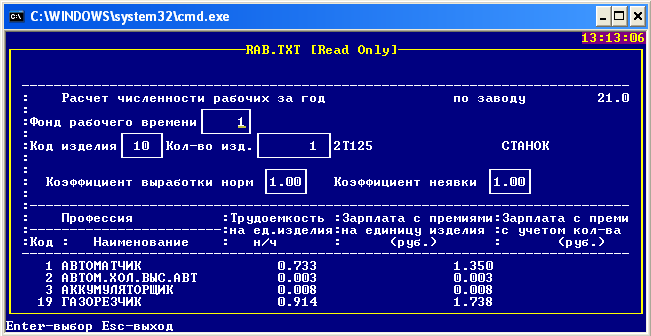 C:\WINDOWS\system32\cmd.exe
13:13:06
RAB.TXT [Read Only]
Расчет численности рабочих за год по заводу 21.0
Фонд рабочего времени 1
Код изделия 10 Кол-во изд. 1 2Т125 СТАНОК
Коэффициент выработки норм 1.00 Коэффициент неявки 1.00
: Профессия :Трудоемкость :Зарплата с премиями:Зарплата с преми
:на ед.изделия :на единицу изделия :с учетом кол-ва
:Код : Наименование : н/ч : (руб.) : (руб.)
1 АВТОМАТЧИК 0.733 1.350
2 АВТОМ.ХОЛ.ВЫС.АВТ 0.003 0.003
3 АККУМУЛЯТОРЩИК 0.008 0.008
19 ГАЗОРЕЗЧИК 0.914 1.738
Enter-выбор Esc-выход